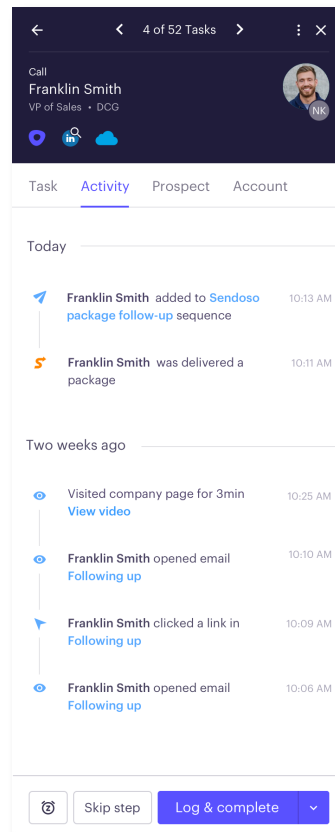 4 of 52 Tasks
Call
Franklin Smith
VP of Sales • DCG
NK
in
Task Activity Prospect Account
Today
Franklin Smith added to Sendoso
package follow-up sequence
10:13 AM
Franklin Smith was delivered a
package
10:11 AM
Two weeks ago
Visited company page for 3min
View video
10:25 AM
Franklin Smith opened email
Following up
10:10 AM
Franklin Smith clicked a link in
Following up
10:09 AM
Franklin Smith opened email
Following up
10:06 AM
Skip step
Log & complete